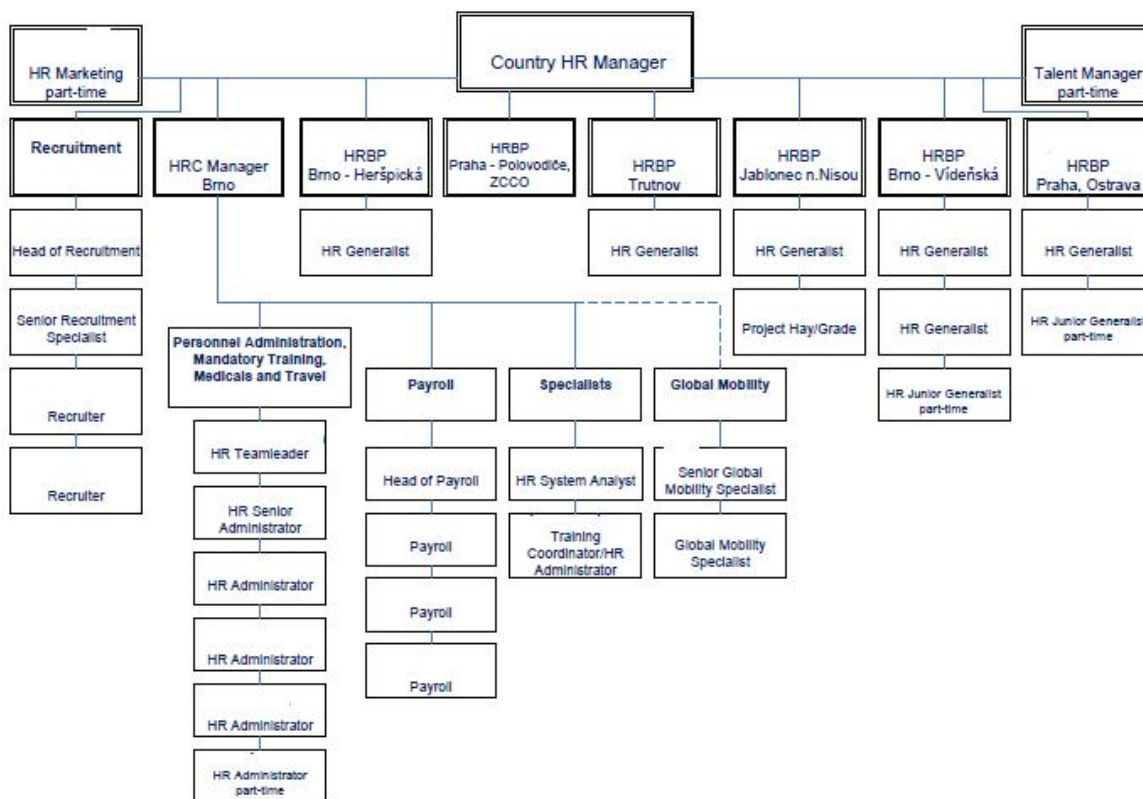 Country HR Manager
HR Marketing
part-time
Talent Manager
part-time
Recruitment
HRC Manager
Brno
HRBP
Brno - Heršpická
HRBP
Praha - Polovodiče,
ZCCO
HRBP
Trutnov
HRBP
Jablonec n.Nisou
HRBP
Brno - Vídeňská
HRBP
Praha, Ostrava
Head of Recruitment
HR Generalist
HR Generalist
HR Generalist
HR Generalist
HR Generalist
Senior Recruitment
Specialist
Project Hay/Grade
HR Generalist
HR Junior Generalist
part-time
Personnel Administration,
Mandatory Training,
Medicals and Travel
Payroll
Specialists
Global Mobility
HR Junior Generalist
part-time
Recruiter
Recruiter
HR Teamleader
Head of Payroll
HR System Analyst
Senior Global
Mobility Specialist
HR Senior
Administrator
Payroll
Training
Coordinator/HR
Administrator
Global Mobility
Specialist
HR Administrator
Payroll
HR Administrator
Payroll
HR Administrator
HR Administrator
part-time